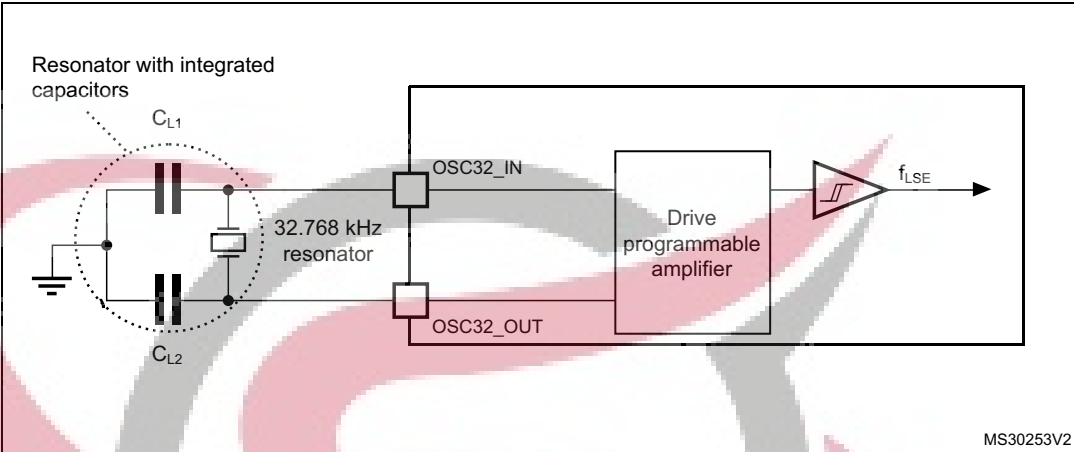 Resonator with integrated
capacitors
CL1
OSC32_IN
fLSE
32.768 kHz
resonator
Drive
programmable
amplifier
OSC32_OUT
CL2
MS30253V2